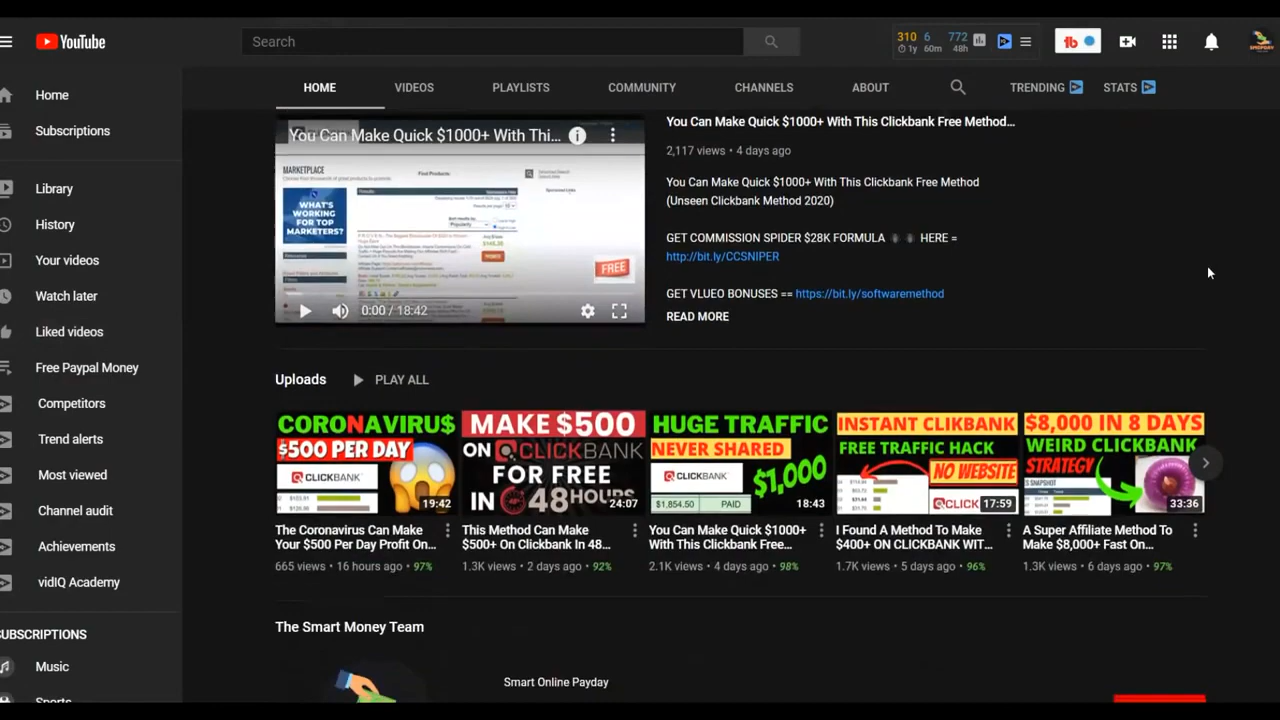 YouTube
Search
310 6 772
1y 60m 48h
Home
Subscriptions
Library
History
Your videos
Watch later
Liked videos
Free Paypal Money
Competitors
Trend alerts
Most viewed
Channel audit
Achievements
vidIQ Academy
SUBSCRIPTIONS
Music
Sports
HOME VIDEOS PLAYLISTS COMMUNITY CHANNELS ABOUT TRENDING STATS
You Can Make Quick $1000+ With Thi...
MARKETPLACE
Find Products
WHAT'S
WORKING
FOR TOP
MARKETERS?
FREE
0:00 / 18:42
You Can Make Quick $1000+ With This Clickbank Free Method...
2,117 views • 4 days ago
You Can Make Quick $1000+ With This Clickbank Free Method
(Unseen Clickbank Method 2020)
GET COMMISSION SPIDER + FORMULA HERE =
http://bit.ly/CCSNIPER
GET VLUEO BONUSES == https://bit.ly/softwaremethod
READ MORE
Uploads PLAY ALL
CORONAVIRU$
$500 PER DAY
CLICKBANK
19:42
The Coronavirus Can Make
Your $500 Per Day Profit On...
665 views • 16 hours ago • 97%
MAKE $500
ON CLICKBANK
FOR FREE
IN 48 HOURS
24:07
This Method Can Make
$500+ On Clickbank In 48...
1.3K views • 2 days ago • 92%
HUGE TRAFFIC
NEVER SHARED
CLICKBANK
$1,000
$1,854.50 PAID
18:43
You Can Make Quick $1000+
With This Clickbank Free...
2.1K views • 4 days ago • 98%
INSTANT CLIKBANK
FREE TRAFFIC HACK
NO WEBSITE
CLICK
17:59
I Found A Method To Make
$400+ ON CLICKBANK WIT...
1.7K views • 5 days ago • 96%
$8,000 IN 8 DAYS
WEIRD CLICKBANK
STRATEGY
33:36
A Super Affiliate Method To
Make $8,000+ Fast On...
1.3K views • 6 days ago • 97%
The Smart Money Team
Smart Online Payday